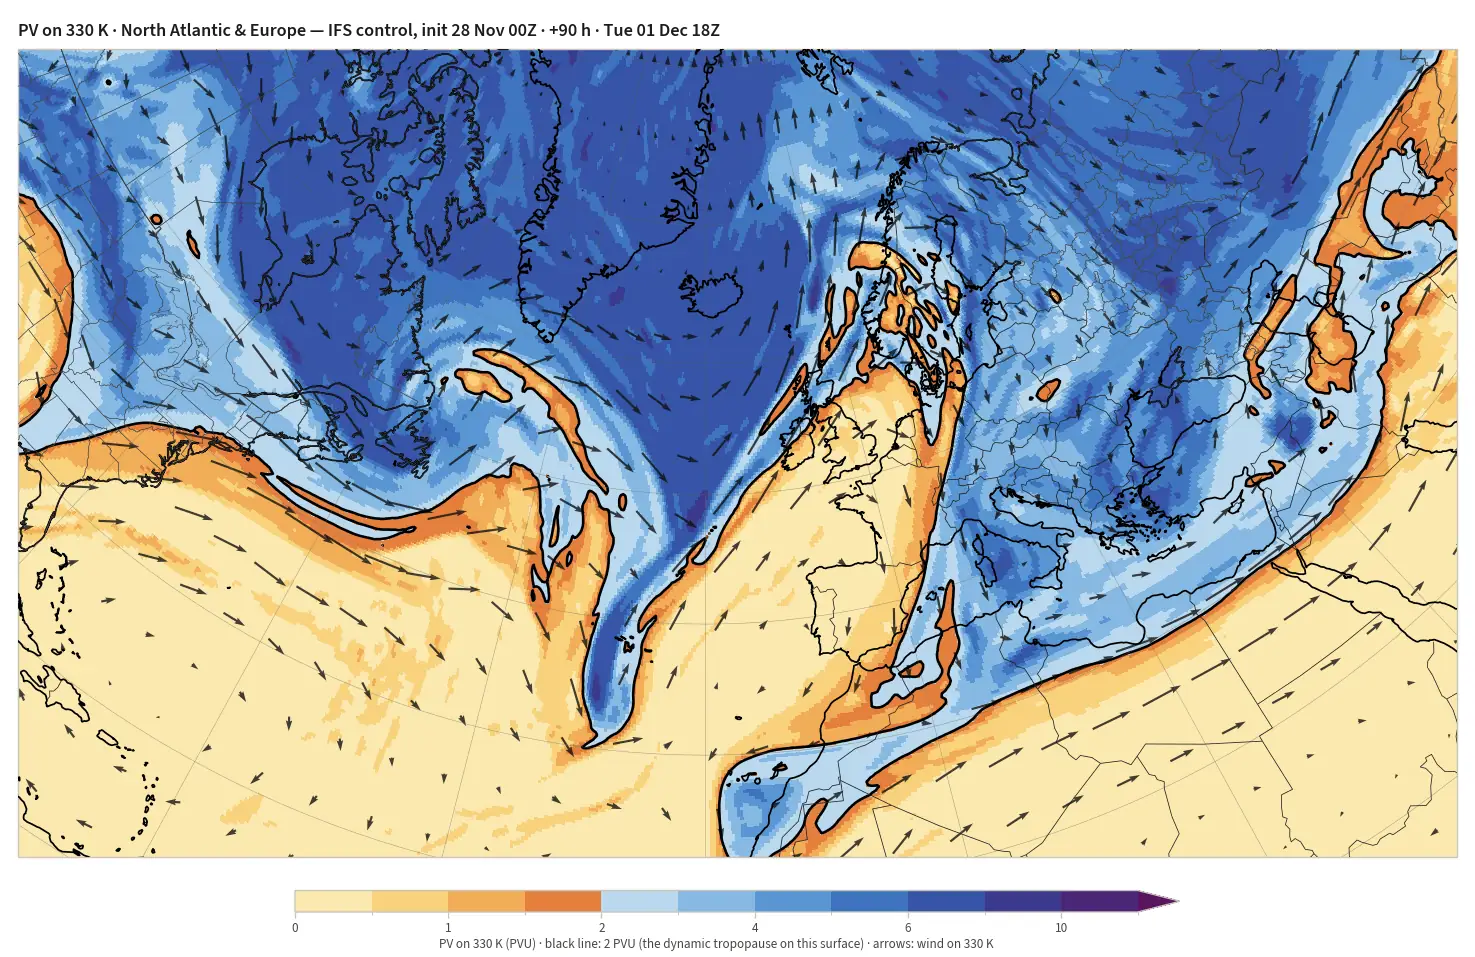 PV on 330 K · North Atlantic & Europe — IFS control, init 28 Nov 00Z · +90 h · Tue 01 Dec 18Z
0 1 2 4 6 10
PV on 330 K (PVU) · black line: 2 PVU (the dynamic tropopause on this surface) · arrows: wind on 330 K